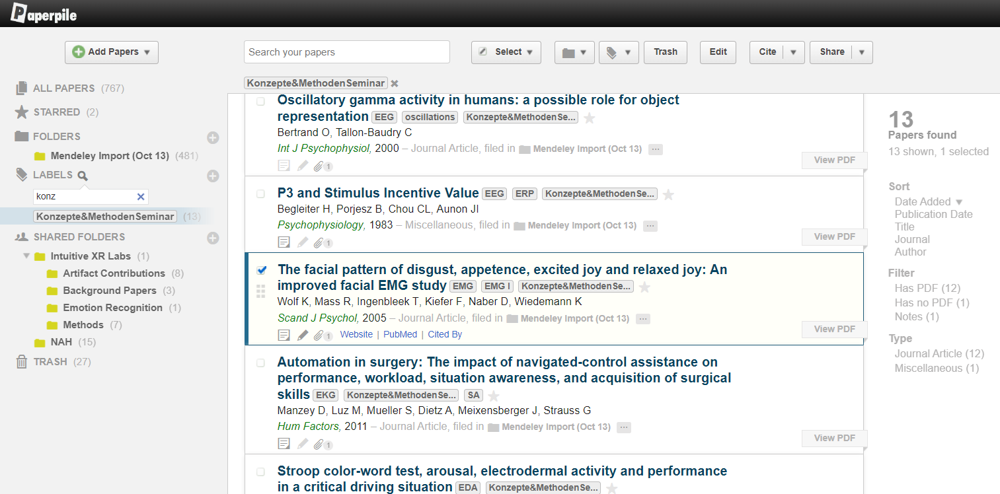 Paperpile
Add Papers
Search your papers
Select
Trash
Edit
Cite
Share
Konzepte&MethodenSeminar
ALL PAPERS (767)
STARRED (2)
FOLDERS
Mendeley Import (Oct 13) (481)
LABELS
konz
Konzepte&MethodenSeminar (13)
SHARED FOLDERS
Intuitive XR Labs (1)
Artifact Contributions (8)
Background Papers (3)
Emotion Recognition (1)
Methods (7)
NAH (15)
TRASH (27)
Oscillatory gamma activity in humans: a possible role for object
representation EEG oscillations Konzepte&MethodenSe...
Bertrand O, Tallon-Baudry C
Int J Psychophysiol, 2000 – Journal Article, filed in Mendeley Import (Oct 13) ...
1
View PDF
P3 and Stimulus Incentive Value EEG ERP Konzepte&MethodenSe...
Begleiter H, Porjesz B, Chou CL, Aunon JI
Psychophysiology, 1983 – Miscellaneous, filed in Mendeley Import (Oct 13) ...
1
View PDF
The facial pattern of disgust, appetence, excited joy and relaxed joy: An
improved facial EMG study EMG EMG I Konzepte&MethodenSe...
Wolf K, Mass R, Ingenbleek T, Kiefer F, Naber D, Wiedemann K
Scand J Psychol, 2005 – Journal Article, filed in Mendeley Import (Oct 13) ...
1 Website | PubMed | Cited By
View PDF
Automation in surgery: The impact of navigated-control assistance on
performance, workload, situation awareness, and acquisition of surgical
skills EKG Konzepte&MethodenSe... SA
Manzey D, Luz M, Mueller S, Dietz A, Meixensberger J, Strauss G
Hum Factors, 2011 – Journal Article, filed in Mendeley Import (Oct 13) ...
1
View PDF
Stroop color-word test, arousal, electrodermal activity and performance
in a critical driving situation EDA Konzepte&MethodenSe...
13
Papers found
13 shown, 1 selected
Sort
Date Added
Publication Date
Title
Journal
Author
Filter
Has PDF (12)
Has no PDF (1)
Notes (1)
Type
Journal Article (12)
Miscellaneous (1)